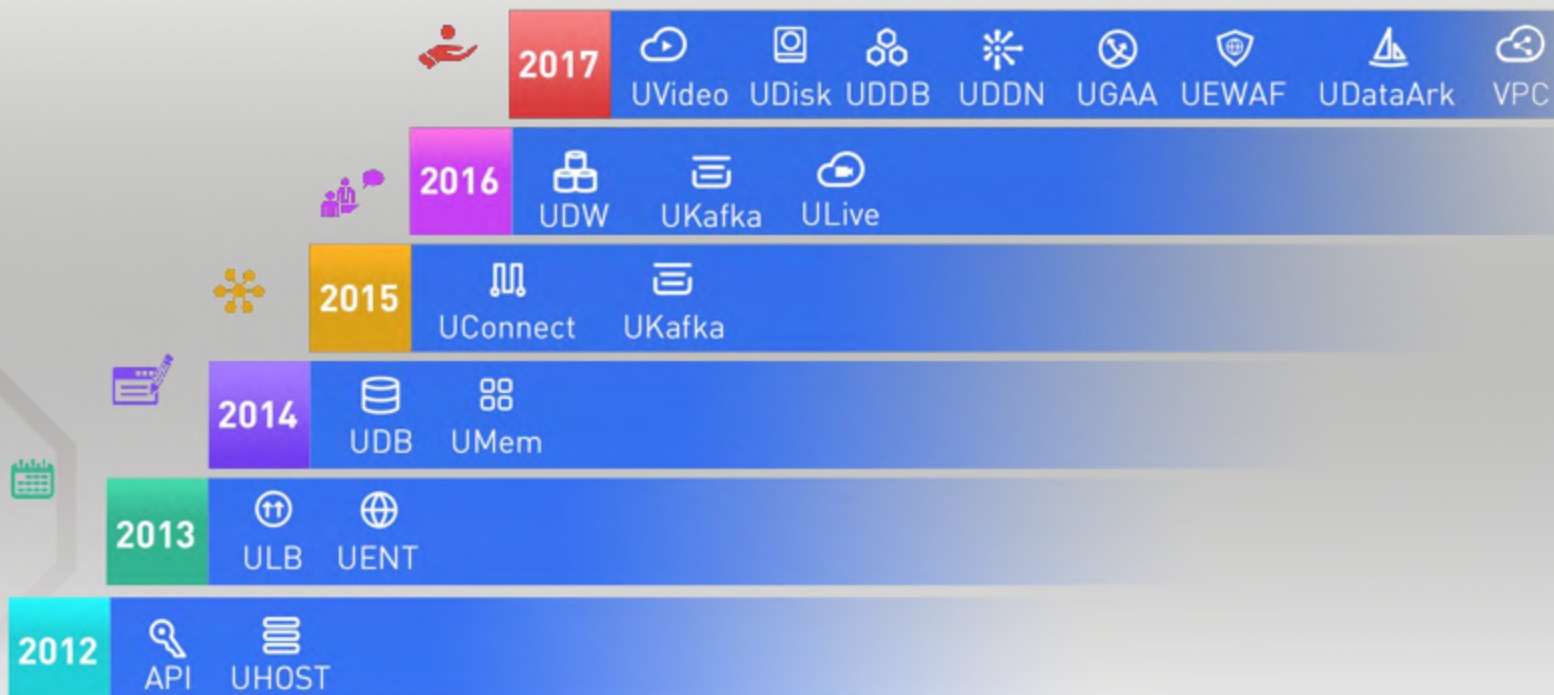 2017
UVideo UDisk UDDB UDDN UGAA UEWAF UDataArk VPC
2016
UDW UKafka ULive
2015
UConnect UKafka
2014
UDB UMem
2013
ULB UENT
2012
API UHOST